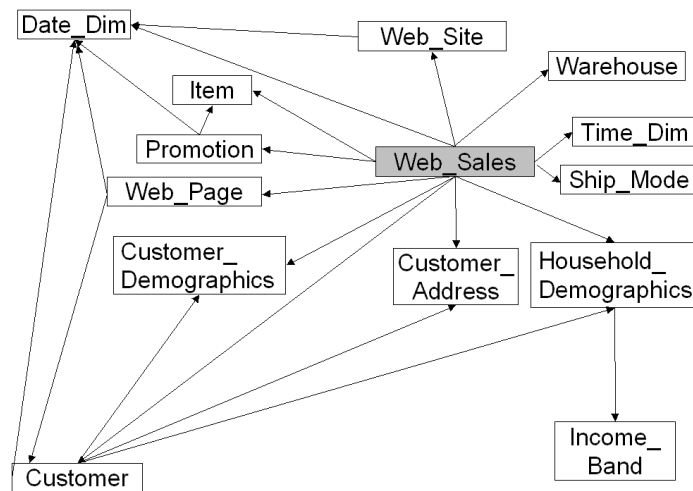 Date_Dim
Web_Site
Warehouse
Item
Time_Dim
Promotion
Web_Sales
Ship_Mode
Web_Page
Customer_
Demographics
Customer_
Address
Household_
Demographics
Income_
Band
Customer